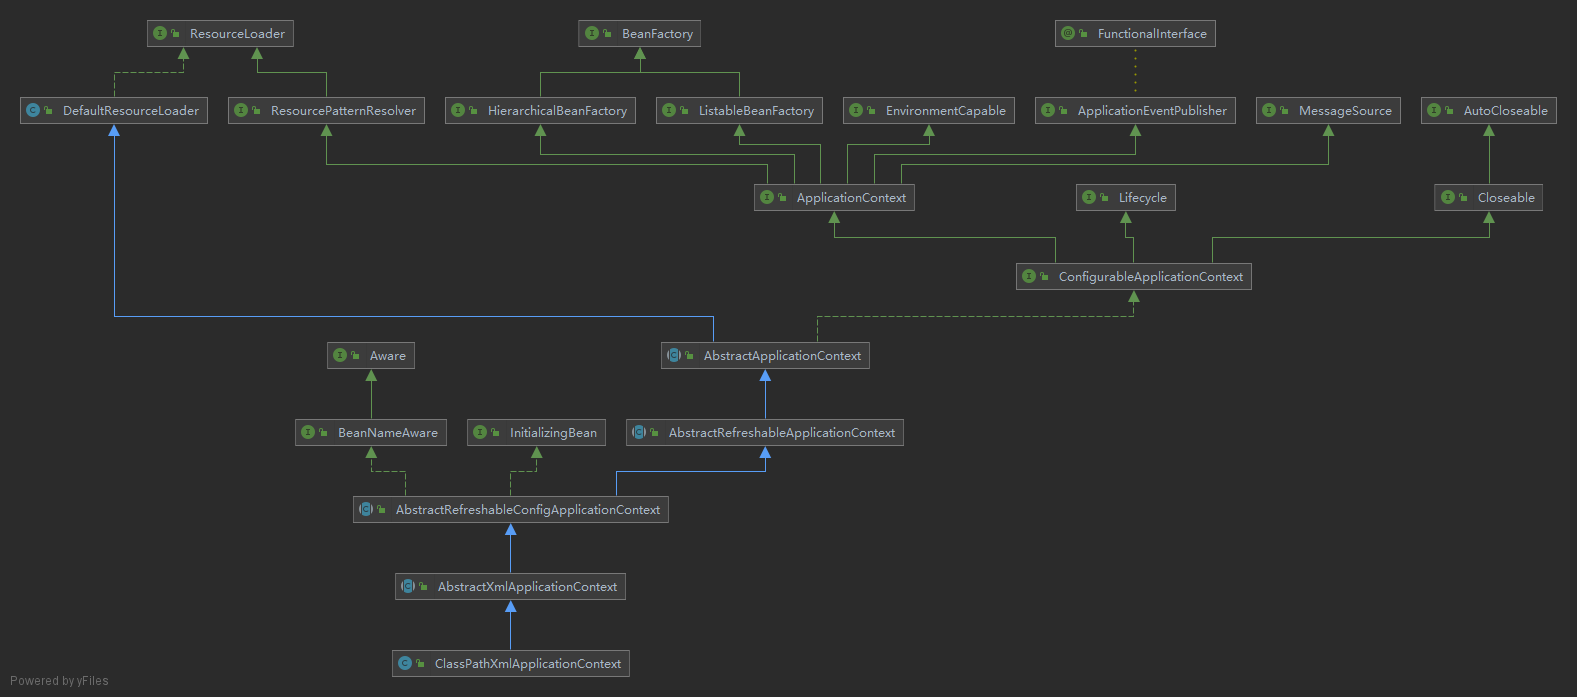 ResourceLoader
BeanFactory
FunctionalInterface
DefaultResourceLoader
ResourcePatternResolver
HierarchicalBeanFactory
ListableBeanFactory
EnvironmentCapable
ApplicationEventPublisher
MessageSource
AutoCloseable
ApplicationContext
Lifecycle
Closeable
ConfigurableApplicationContext
Aware
AbstractApplicationContext
BeanNameAware
InitializingBean
AbstractRefreshableApplicationContext
AbstractRefreshableConfigApplicationContext
AbstractXmlApplicationContext
ClassPathXmlApplicationContext
Powered by yFiles